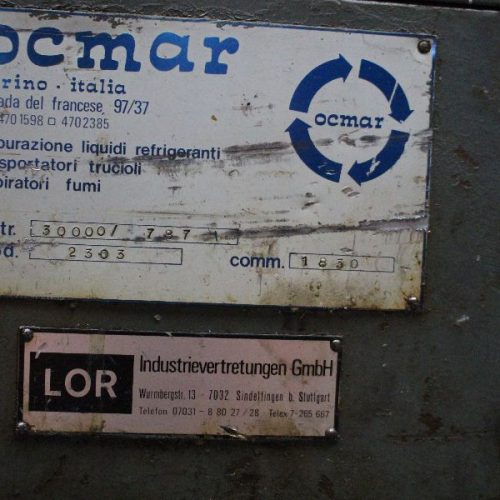 ocmar
rino · italia
ada del francese, 97/37
4701598 □ 4702385
ocmar
purazione liquidi refrigeranti
sportatori trucioli
piratori fumi
tr. 30000/ 787
d. 2303 comm. 1830
LOR Industrievertretungen GmbH
Wurmbergstr. 13 - 7032 Sindelfingen b. Stuttgart
Telefon 07031 - 8 80 27 / 28 Telex 7-265 667